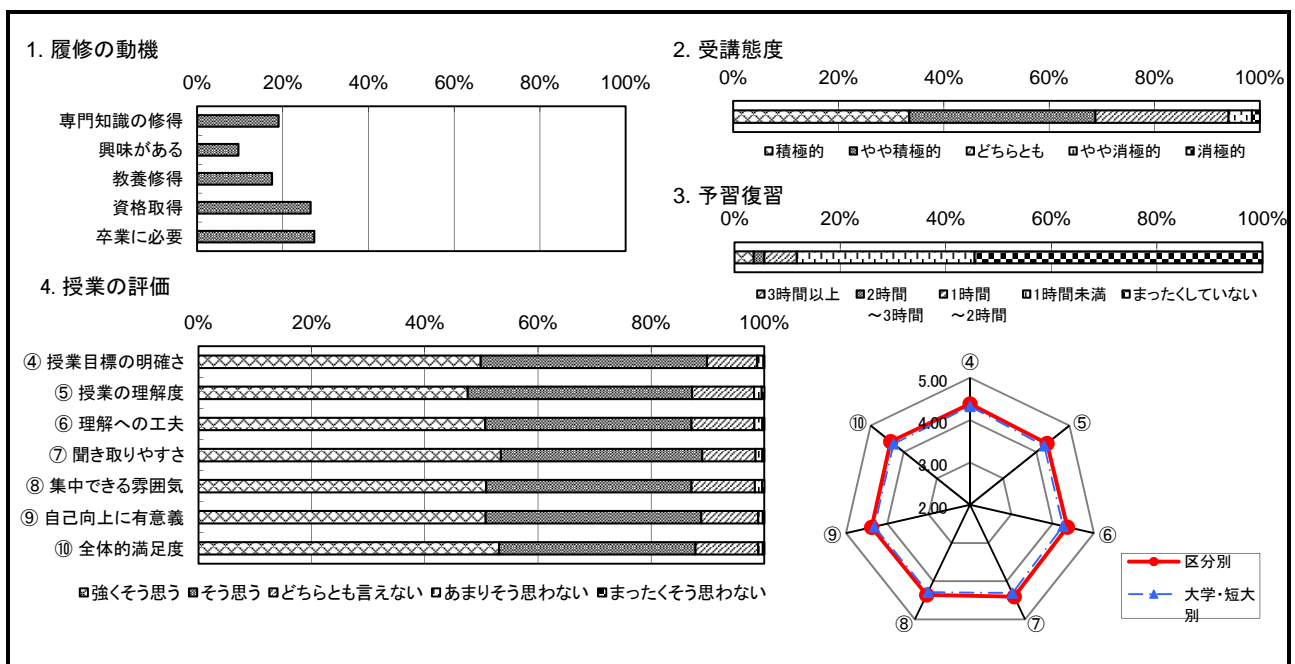 1. 履修の動機
0% 20% 40% 60% 80% 100%
専門知識の修得
興味がある
教養修得
資格取得
卒業に必要
2. 受講態度
0% 20% 40% 60% 80% 100%
積極的 やや積極的 どちらとも やや消極的 消極的
3. 予習復習
0% 20% 40% 60% 80% 100%
3時間以上 2時間 1時間 1時間未満 まったくしていない
～3時間 ～2時間
4. 授業の評価
0% 20% 40% 60% 80% 100%
④ 授業目標の明確さ
⑤ 授業の理解度
⑥ 理解への工夫
⑦ 聞き取りやすさ
⑧ 集中できる雰囲気
⑨ 自己向上に有意義
⑩ 全体的満足度
強くそう思う そう思う どちらとも言えない あまりそう思わない まったくそう思わない
④
5.00
⑩ ⑤
4.00
3.00
2.00
⑨ ⑥
⑧ ⑦
区分別
大学・短大
別